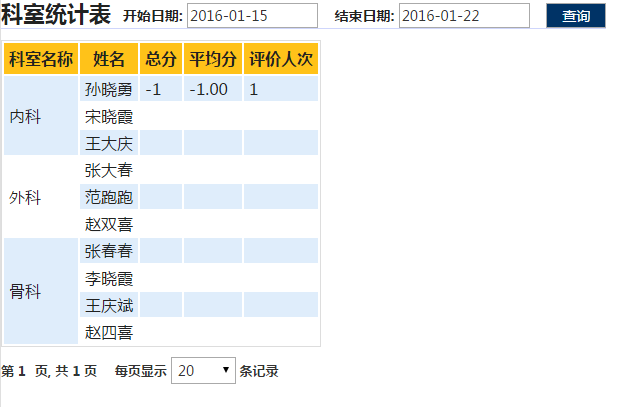 科室统计表 开始日期: 2016-01-15 结束日期: 2016-01-22 查询
科室名称 姓名 总分 平均分 评价人次
内科 孙晓勇 -1 -1.00 1
宋晓霞
王大庆
外科 张大春
范跑跑
赵双喜
骨科 张春春
李晓霞
王庆斌
赵四喜
第 1 页, 共 1 页 每页显示 20 条记录